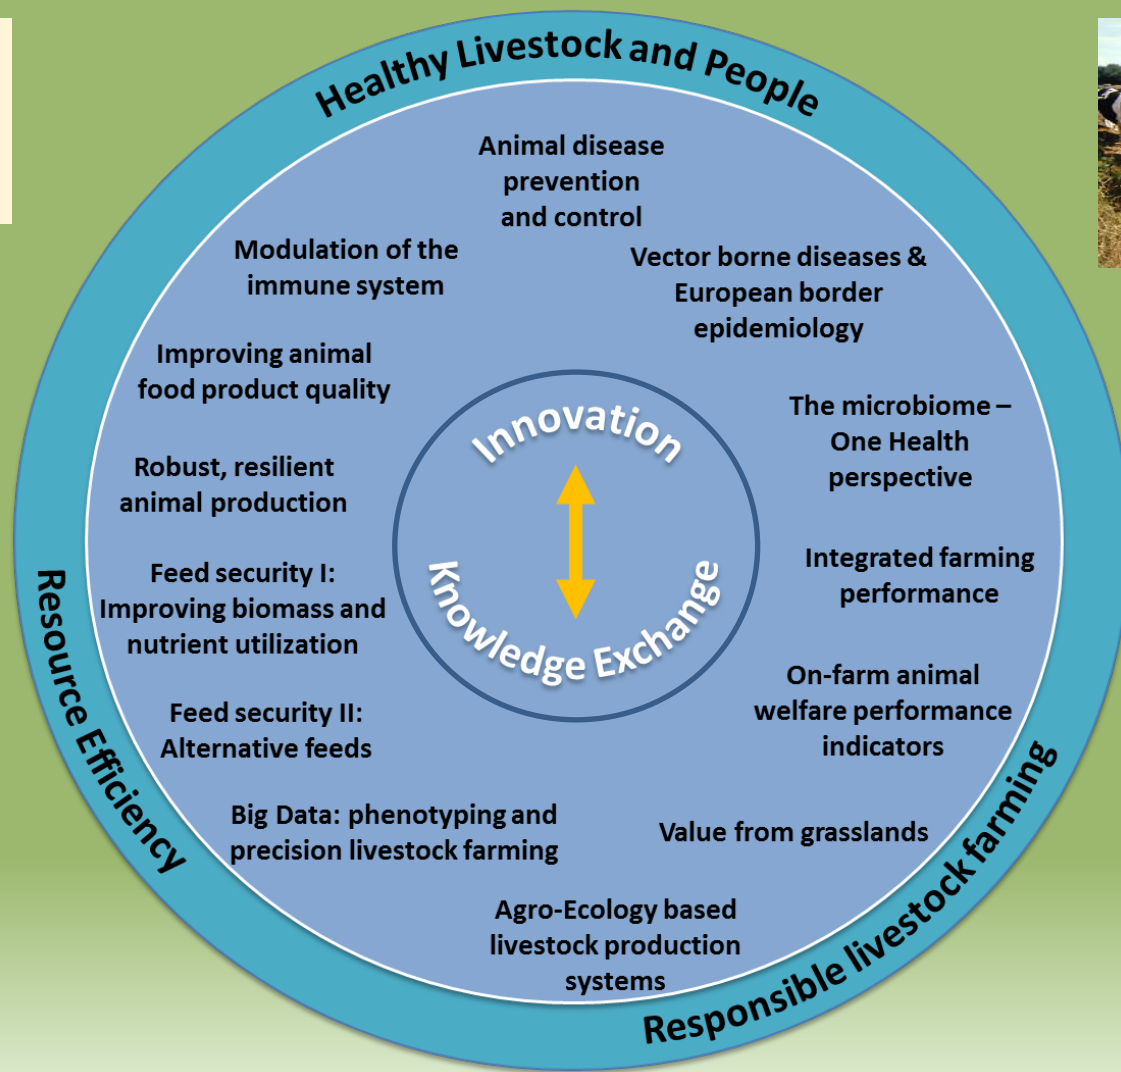 Healthy Livestock and People
Animal disease
prevention
and control
Vector borne diseases &
European border
epidemiology
The microbiome –
One Health
perspective
Integrated farming
performance
On-farm animal
welfare performance
indicators
Value from grasslands
Agro-Ecology based
livestock production
systems
Big Data: phenotyping and
precision livestock farming
Feed security II:
Alternative feeds
Feed security I:
Improving biomass and
nutrient utilization
Robust, resilient
animal production
Improving animal
food product quality
Modulation of the
immune system
Innovation
Knowledge Exchange
Resource Efficiency
Responsible livestock farming